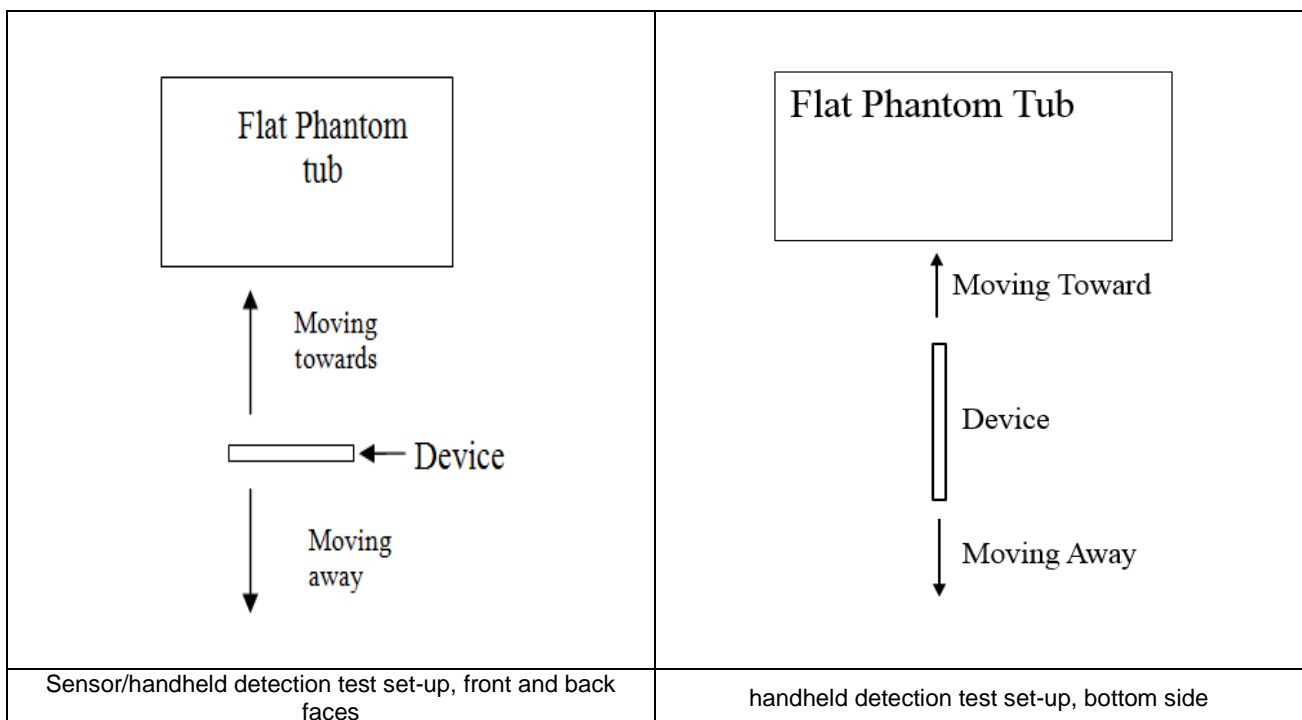 Flat Phantom
tub
Moving
towards
Device
Moving
away
Sensor/handheld detection test set-up, front and back
faces
Flat Phantom Tub
Moving Toward
Device
Moving Away
handheld detection test set-up, bottom side